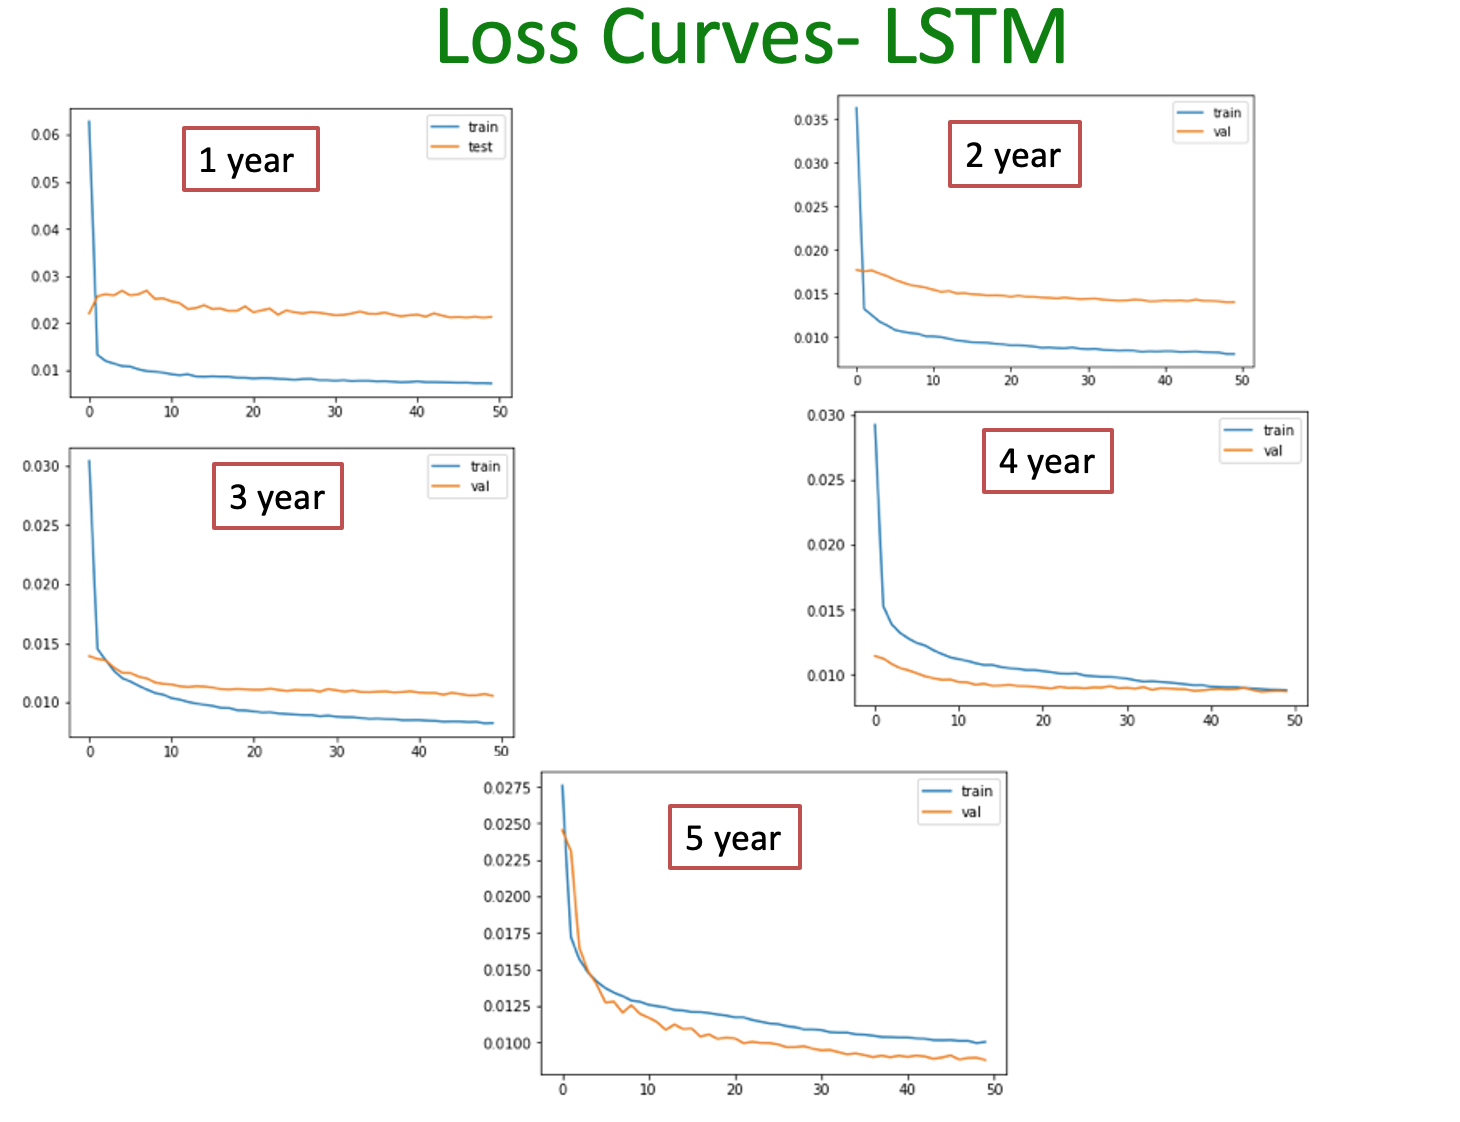 Loss Curves- LSTM
1 year
train
test
0.06
0.05
0.04
0.03
0.02
0.01
0 10 20 30 40 50
2 year
train
val
0.035
0.030
0.025
0.020
0.015
0.010
0 10 20 30 40 50
3 year
train
val
0.030
0.025
0.020
0.015
0.010
0 10 20 30 40 50
4 year
train
val
0.030
0.025
0.020
0.015
0.010
0 10 20 30 40 50
5 year
train
val
0.0275
0.0250
0.0225
0.0200
0.0175
0.0150
0.0125
0.0100
0 10 20 30 40 50